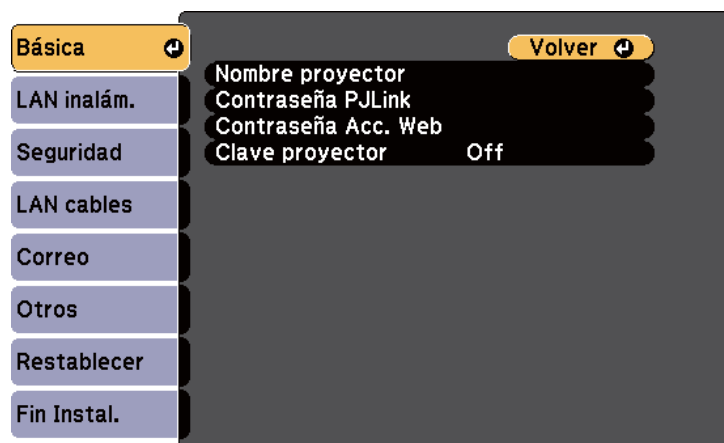 Básica
LAN inalám.
Seguridad
LAN cables
Correo
Otros
Restablecer
Fin Instal.
Volver
Nombre proyector
Contraseña PJLink
Contraseña Acc. Web
Clave proyector Off